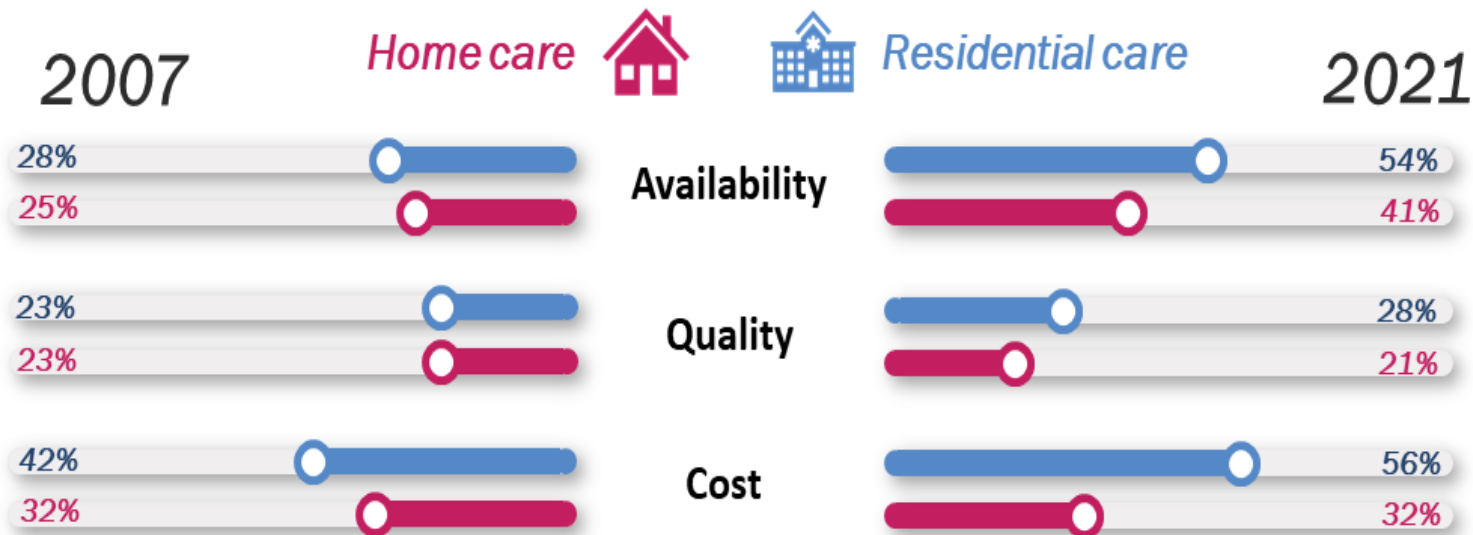 2007 Home care Residential care 2021
28% 54%
Availability
25% 41%
23% 28%
Quality
23% 21%
42% 56%
Cost
32% 32%